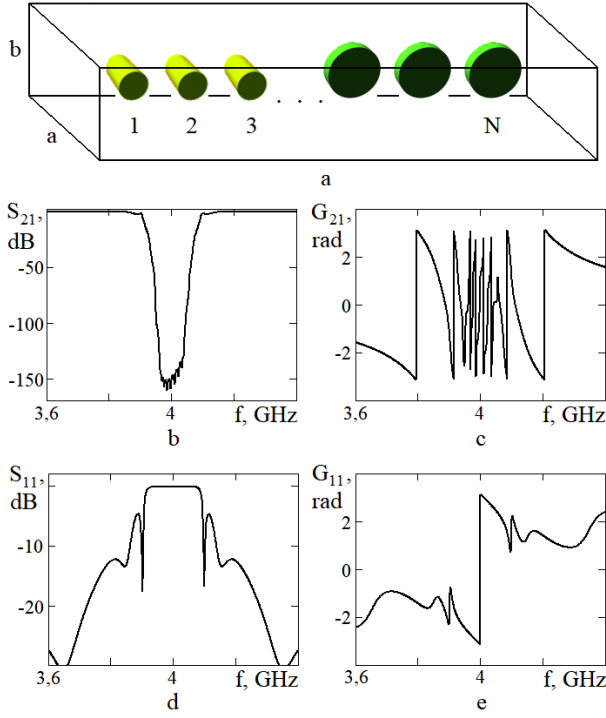 b
a
1 2 3 . . . N
a
S21, dB
-50
-100
-150
3,6 4 f, GHz
b
G21, rad
2
0
-2
3,6 4 f, GHz
c
S11, dB
-10
-20
3,6 4 f, GHz
d
G11, rad
2
0
-2
3,6 4 f, GHz
e